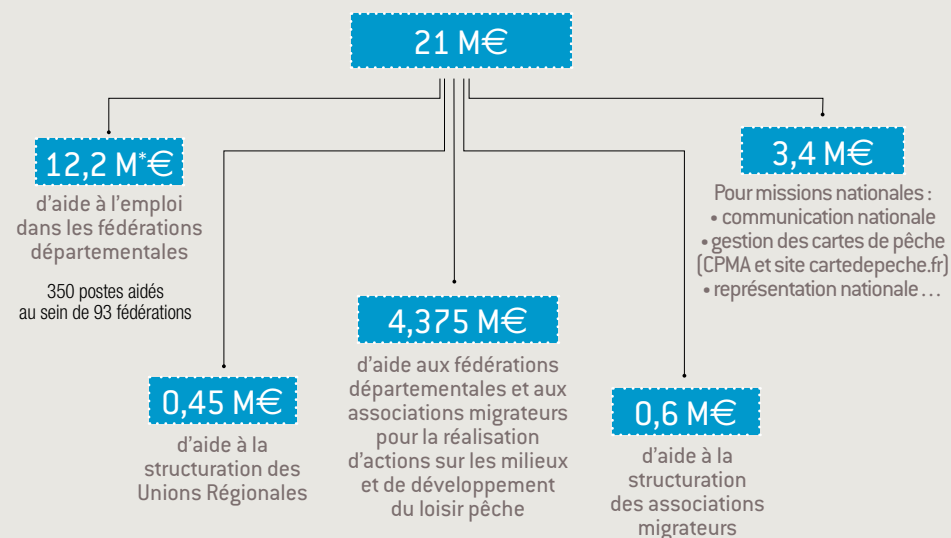 21 M€
12,2 M*€
d'aide à l'emploi
dans les fédérations
départementales
350 postes aidés
au sein de 93 fédérations
0,45 M€
d'aide à la
structuration des
Unions Régionales
4,375 M€
d'aide aux fédérations
départementales et aux
associations migrateurs
pour la réalisation
d'actions sur les milieux
et de développement
du loisir pêche
0,6 M€
d'aide à la
structuration
des associations
migrateurs
3,4 M€
Pour missions nationales :
• communication nationale
• gestion des cartes de pêche
(CPMA et site cartedepeche.fr)
• représentation nationale...